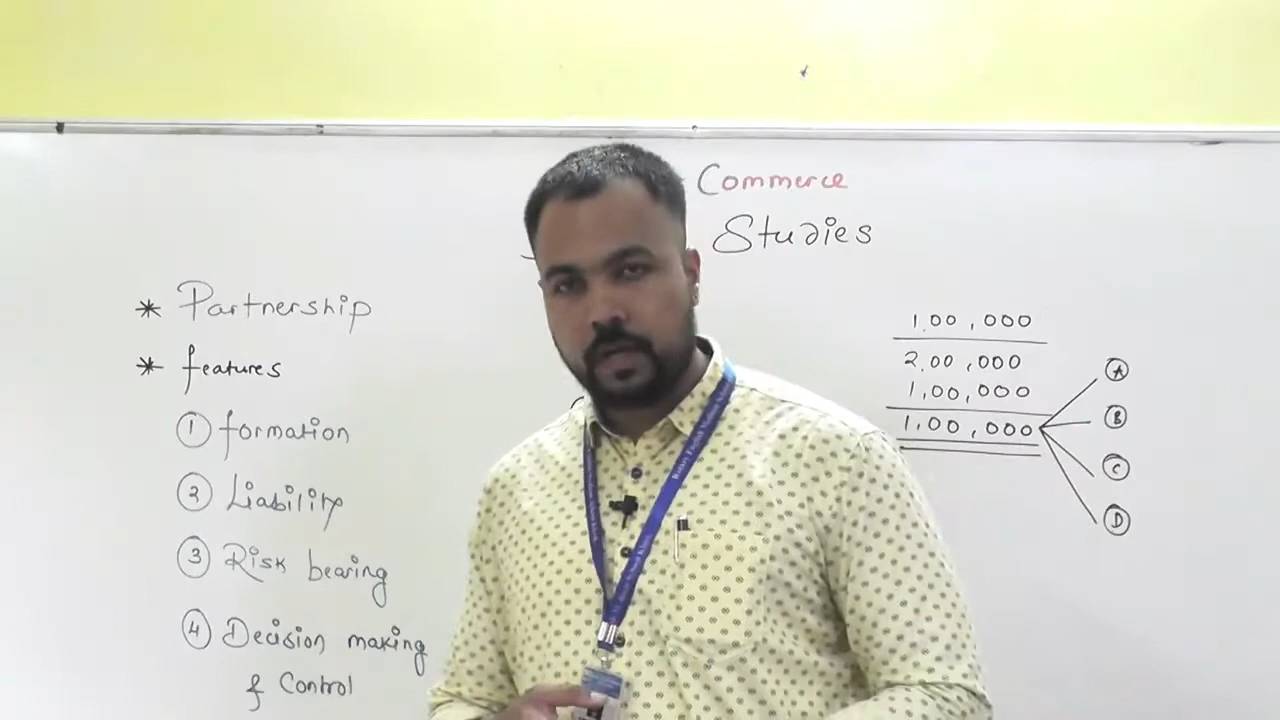 Commerce
Studies
* Partnership
* features
① formation
② Liability
③ Risk bearing
④ Decision making
& Control
1,00,000
2,00,000
1,00,000
1,00,000
A
B
C
D